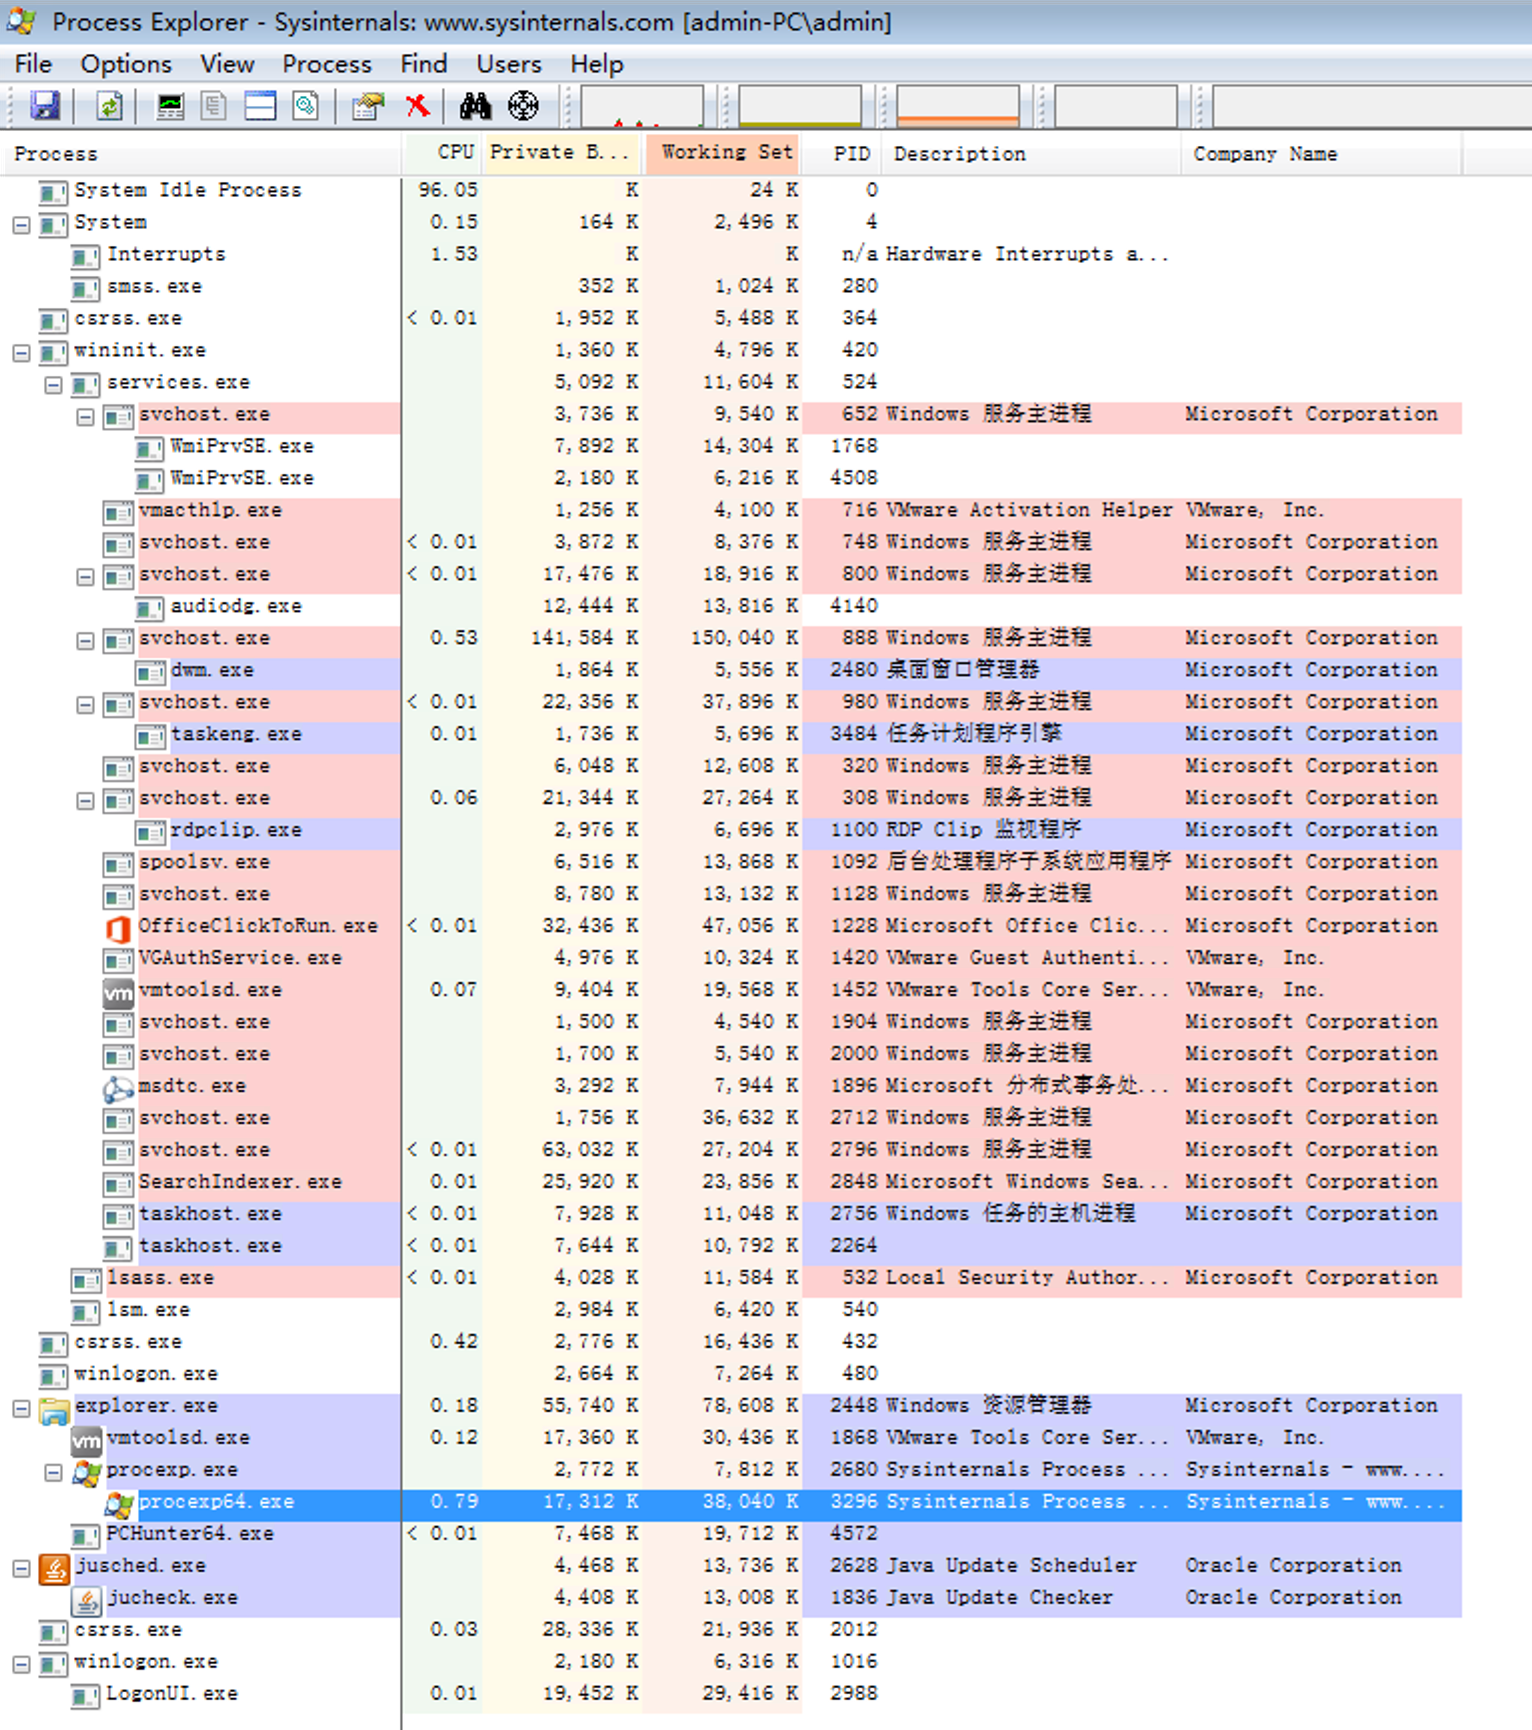 Process Explorer - Sysinternals: www.sysinternals.com [admin-PC\admin]
File Options View Process Find Users Help
Process CPU Private B... Working Set PID Description Company Name
System Idle Process 96.05 K 24 K 0
System 0.15 164 K 2,496 K 4
Interrupts 1.53 K K n/a Hardware Interrupts a...
smss.exe 352 K 1,024 K 280
csrss.exe < 0.01 1,952 K 5,488 K 364
wininit.exe 1,360 K 4,796 K 420
services.exe 5,092 K 11,604 K 524
svchost.exe 3,736 K 9,540 K 652 Windows 服务主进程 Microsoft Corporation
WmiPrvSE.exe 7,892 K 14,304 K 1768
WmiPrvSE.exe 2,180 K 6,216 K 4508
vmacthlp.exe 1,256 K 4,100 K 716 VMware Activation Helper VMware, Inc.
svchost.exe < 0.01 3,872 K 8,376 K 748 Windows 服务主进程 Microsoft Corporation
svchost.exe < 0.01 17,476 K 18,916 K 800 Windows 服务主进程 Microsoft Corporation
audiodg.exe 12,444 K 13,816 K 4140
svchost.exe 0.53 141,584 K 150,040 K 888 Windows 服务主进程 Microsoft Corporation
dwm.exe 1,864 K 5,556 K 2480 桌面窗口管理器 Microsoft Corporation
svchost.exe < 0.01 22,356 K 37,896 K 980 Windows 服务主进程 Microsoft Corporation
taskeng.exe 0.01 1,736 K 5,696 K 3484 任务计划程序引擎 Microsoft Corporation
svchost.exe 6,048 K 12,608 K 320 Windows 服务主进程 Microsoft Corporation
svchost.exe 0.06 21,344 K 27,264 K 308 Windows 服务主进程 Microsoft Corporation
rdpclip.exe 2,976 K 6,696 K 1100 RDP Clip 监视程序 Microsoft Corporation
spoolsv.exe 6,516 K 13,868 K 1092 后台处理程序子系统应用程序 Microsoft Corporation
svchost.exe 8,780 K 13,132 K 1128 Windows 服务主进程 Microsoft Corporation
OfficeClickToRun.exe < 0.01 32,436 K 47,056 K 1228 Microsoft Office Clic... Microsoft Corporation
VGAuthService.exe 4,976 K 10,324 K 1420 VMware Guest Authenti... VMware, Inc.
vm vmtoolsd.exe 0.07 9,404 K 19,568 K 1452 VMware Tools Core Ser... VMware, Inc.
svchost.exe 1,500 K 4,540 K 1904 Windows 服务主进程 Microsoft Corporation
svchost.exe 1,700 K 5,540 K 2000 Windows 服务主进程 Microsoft Corporation
msdtc.exe 3,292 K 7,944 K 1896 Microsoft 分布式事务处... Microsoft Corporation
svchost.exe 1,756 K 36,632 K 2712 Windows 服务主进程 Microsoft Corporation
svchost.exe < 0.01 63,032 K 27,204 K 2796 Windows 服务主进程 Microsoft Corporation
SearchIndexer.exe 0.01 25,920 K 23,856 K 2848 Microsoft Windows Sea... Microsoft Corporation
taskhost.exe < 0.01 7,928 K 11,048 K 2756 Windows 任务的主机进程 Microsoft Corporation
taskhost.exe < 0.01 7,644 K 10,792 K 2264
lsass.exe < 0.01 4,028 K 11,584 K 532 Local Security Author... Microsoft Corporation
lsm.exe 2,984 K 6,420 K 540
csrss.exe 0.42 2,776 K 16,436 K 432
winlogon.exe 2,664 K 7,264 K 480
explorer.exe 0.18 55,740 K 78,608 K 2448 Windows 资源管理器 Microsoft Corporation
vm vmtoolsd.exe 0.12 17,360 K 30,436 K 1868 VMware Tools Core Ser... VMware, Inc.
procexp.exe 2,772 K 7,812 K 2680 Sysinternals Process ... Sysinternals - www....
procexp64.exe 0.79 17,312 K 38,040 K 3296 Sysinternals Process ... Sysinternals - www....
PCHunter64.exe < 0.01 7,468 K 19,712 K 4572
jusched.exe 4,468 K 13,736 K 2628 Java Update Scheduler Oracle Corporation
jucheck.exe 4,408 K 13,008 K 1836 Java Update Checker Oracle Corporation
csrss.exe 0.03 28,336 K 21,936 K 2012
winlogon.exe 2,180 K 6,316 K 1016
LogonUI.exe 0.01 19,452 K 29,416 K 2988